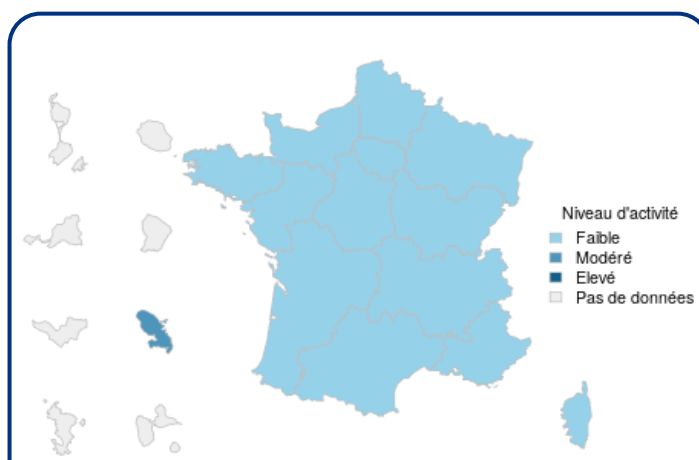 Niveau d'activité
Faible
Modéré
Elevé
Pas de données